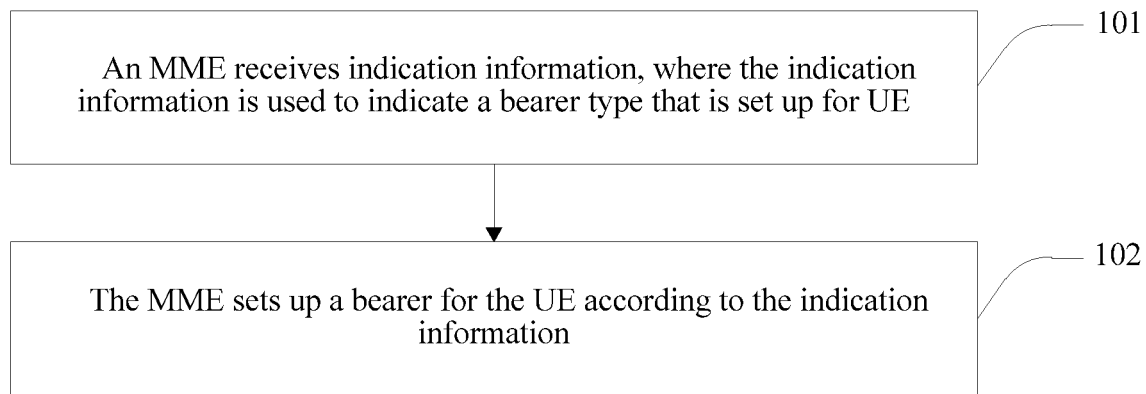 101
An MME receives indication information, where the indication
information is used to indicate a bearer type that is set up for UE
102
The MME sets up a bearer for the UE according to the indication
information